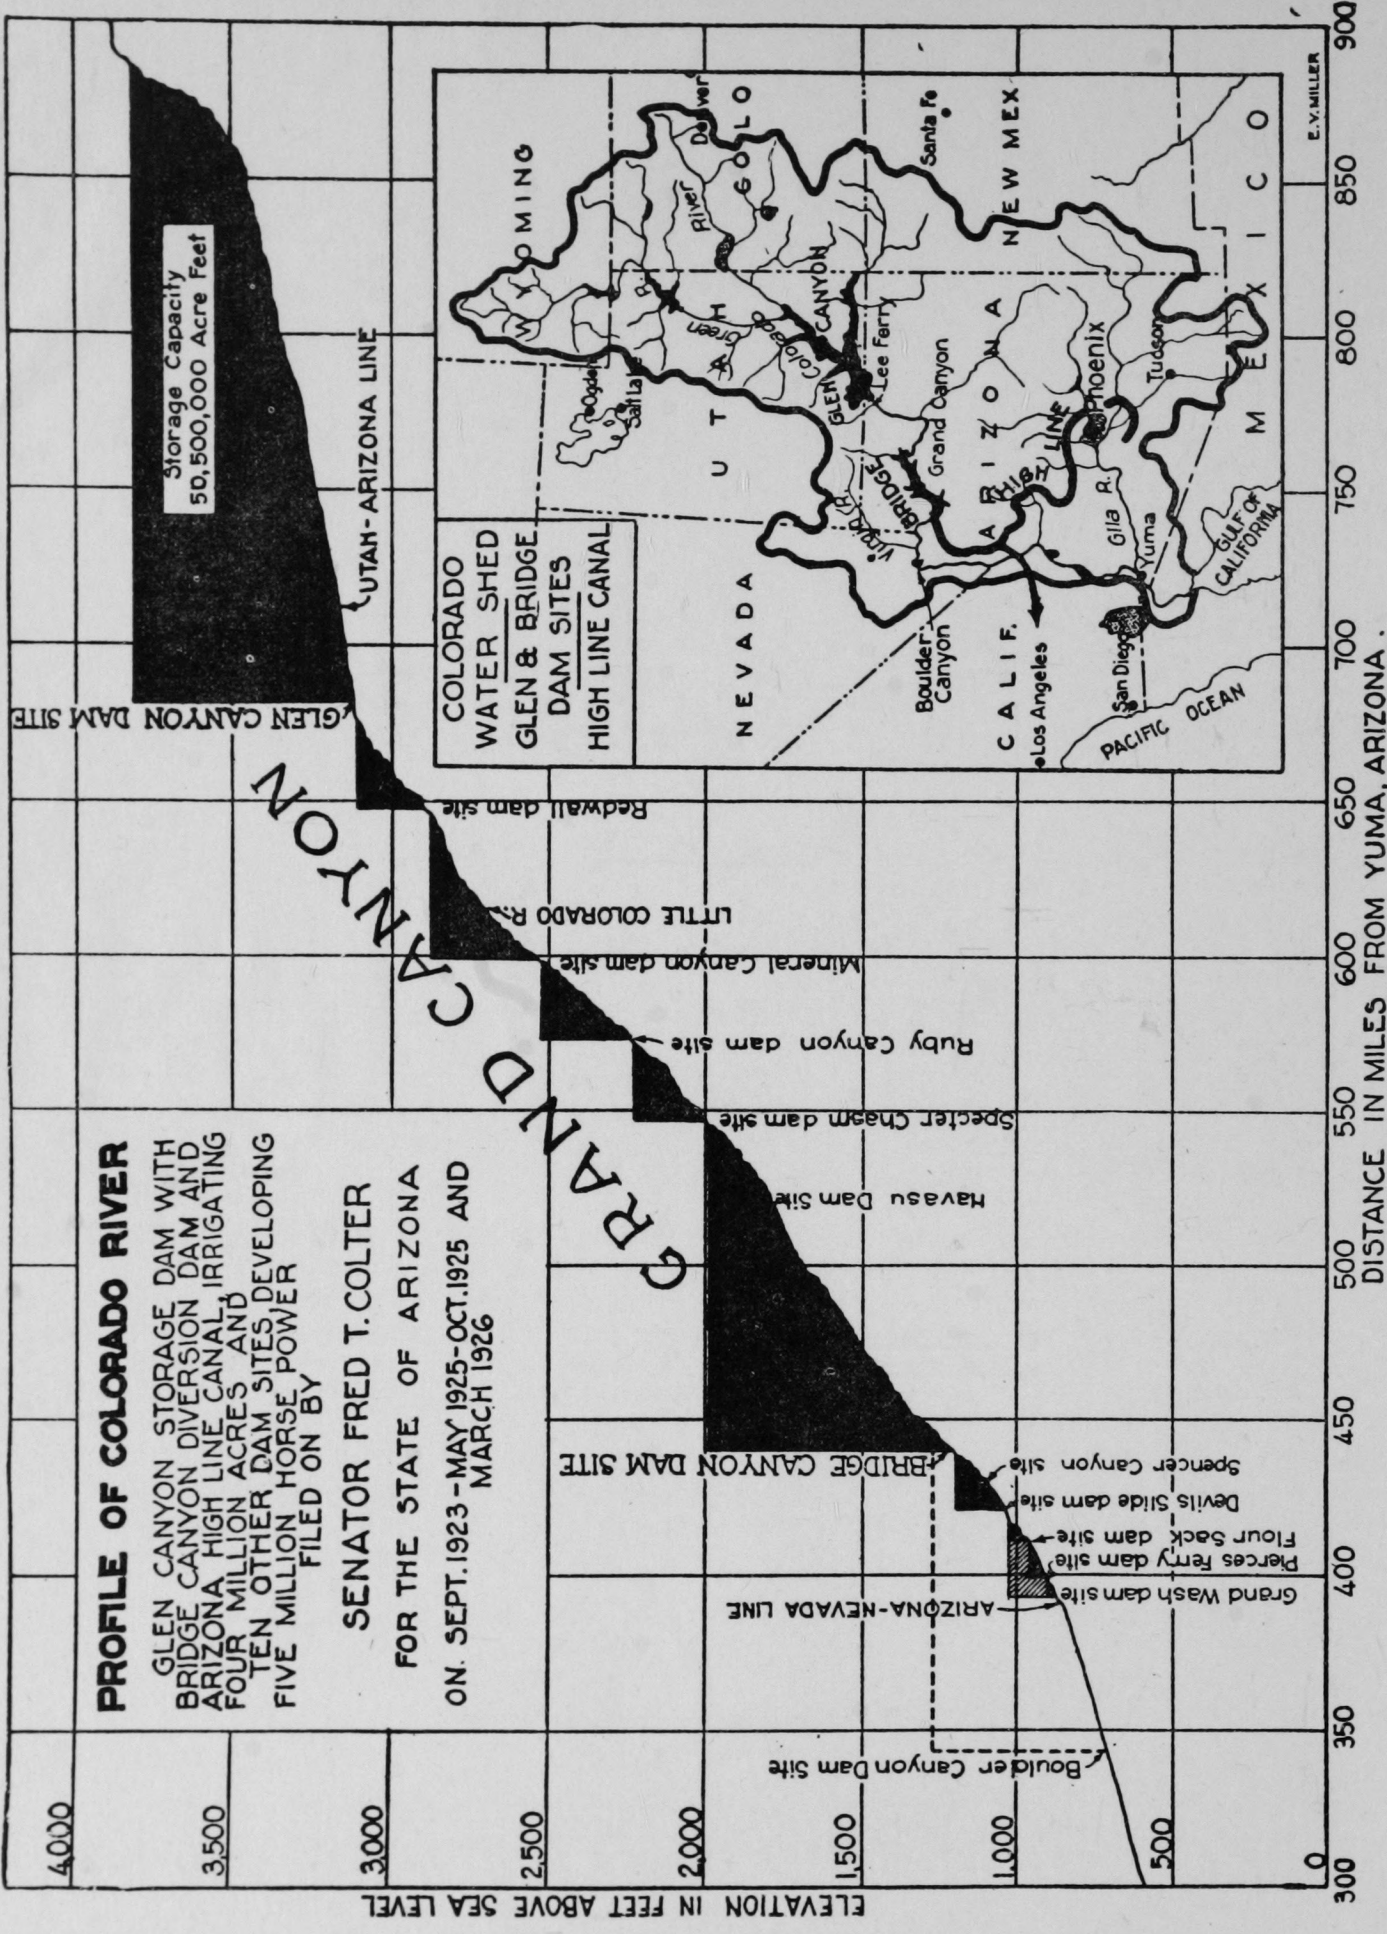 PROFILE OF COLORADO RIVER
GLEN CANYON STORAGE DAM WITH
BRIDGE CANYON DIVERSION DAM AND
ARIZONA HIGH LINE CANAL, IRRIGATING
FOUR MILLION ACRES AND
TEN OTHER DAM SITES DEVELOPING
FIVE MILLION HORSE POWER
FILED ON BY
SENATOR FRED T. COLTER
FOR THE STATE OF ARIZONA
ON. SEPT. 1923 - MAY 1925 - OCT. 1925 AND
MARCH 1926
Storage Capacity
50,500,000 Acre Feet
UTAH-ARIZONA LINE
GLEN CANYON DAM SITE
GRAND CANYON
Redwall dam site
LITTLE COLORADO R.
Mineral Canyon dam site
Ruby Canyon dam site
Specter Chasm dam site
Havasu Dam Site
BRIDGE CANYON DAM SITE
Spencer Canyon site
Devils Slide dam site
Flour Sack dam site
Pierces Ferry dam site
Grand Wash dam site
ARIZONA-NEVADA LINE
Boulder Canyon Dam Site
COLORADO
WATER SHED
GLEN & BRIDGE
DAM SITES
HIGH LINE CANAL
WYOMING
Ogden
Salt Lake
UTAH
Green
R.
Colorado
River
Denver
COLO
GLEN
CANYON
Lee Ferry
NEVADA
Virgin R.
BRIDGE
Grand Canyon
Santa Fe
Boulder
Canyon
ARIZONA
HIGH
LINE
NEW MEX
CALIF.
Los Angeles
Phoenix
Gila R.
Tucson
San Diego
Yuma
GULF OF
CALIFORNIA
MEXICO
PACIFIC OCEAN
E.V. MILLER
ELEVATION IN FEET ABOVE SEA LEVEL
4,000
3,500
3,000
2,500
2,000
1,500
1,000
500
0
300
350
400
450
500
550
600
650
700
750
800
850
900
DISTANCE IN MILES FROM YUMA, ARIZONA.